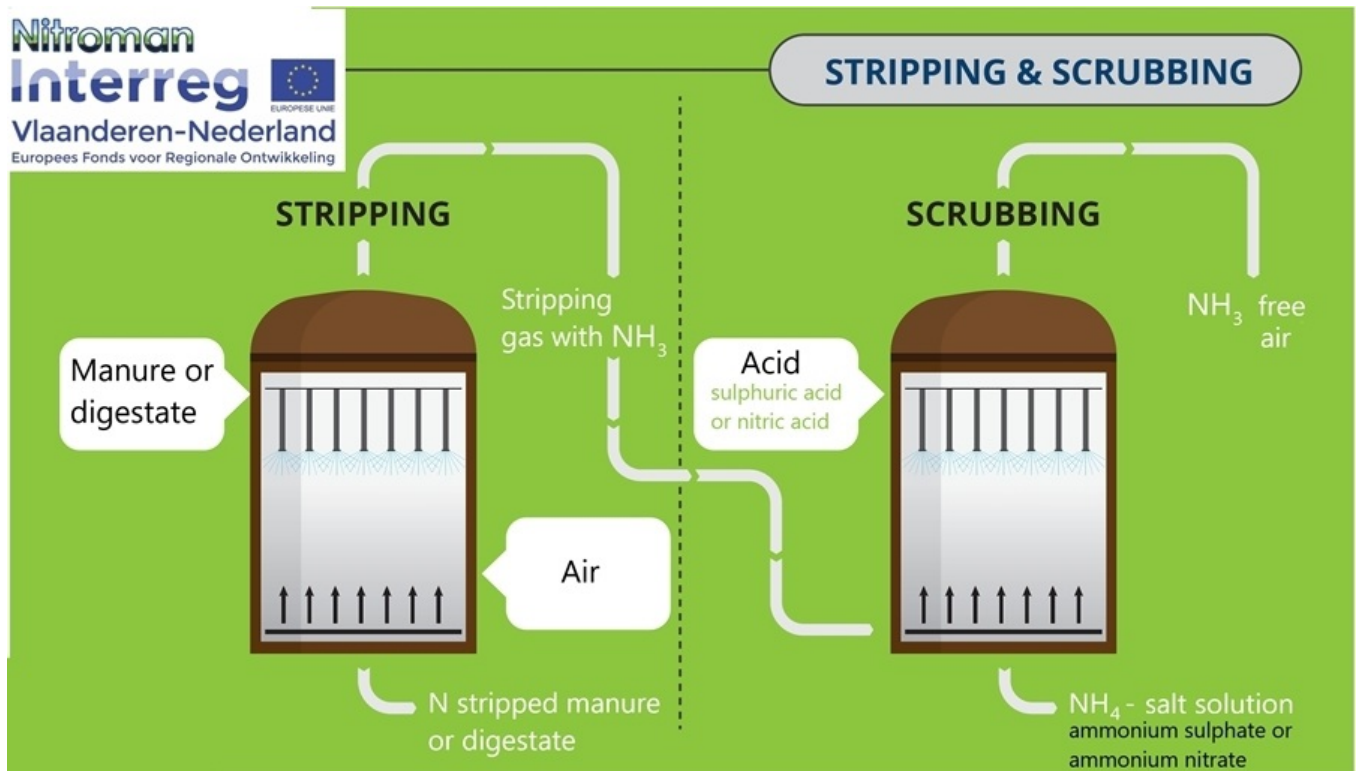 Nitroman
Interreg
EUROPESE UNIE
Vlaanderen-Nederland
Europees Fonds voor Regionale Ontwikkeling
STRIPPING & SCRUBBING
STRIPPING
SCRUBBING
Stripping
gas with NH₃
NH₃ free
air
Manure or
digestate
Acid
sulphuric acid
or nitric acid
Air
N stripped manure
or digestate
NH₄- salt solution
ammonium sulphate or
ammonium nitrate